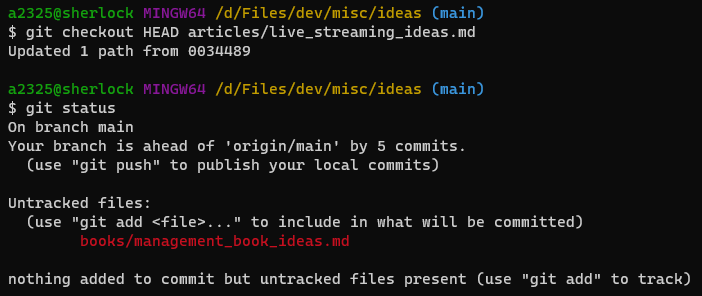 a2325@sherlock MINGW64 /d/Files/dev/misc/ideas (main)
$ git checkout HEAD articles/live_streaming_ideas.md
Updated 1 path from 0034489

a2325@sherlock MINGW64 /d/Files/dev/misc/ideas (main)
$ git status
On branch main
Your branch is ahead of 'origin/main' by 5 commits.
  (use "git push" to publish your local commits)

Untracked files:
  (use "git add <file>..." to include in what will be committed)
        books/management_book_ideas.md

nothing added to commit but untracked files present (use "git add" to track)